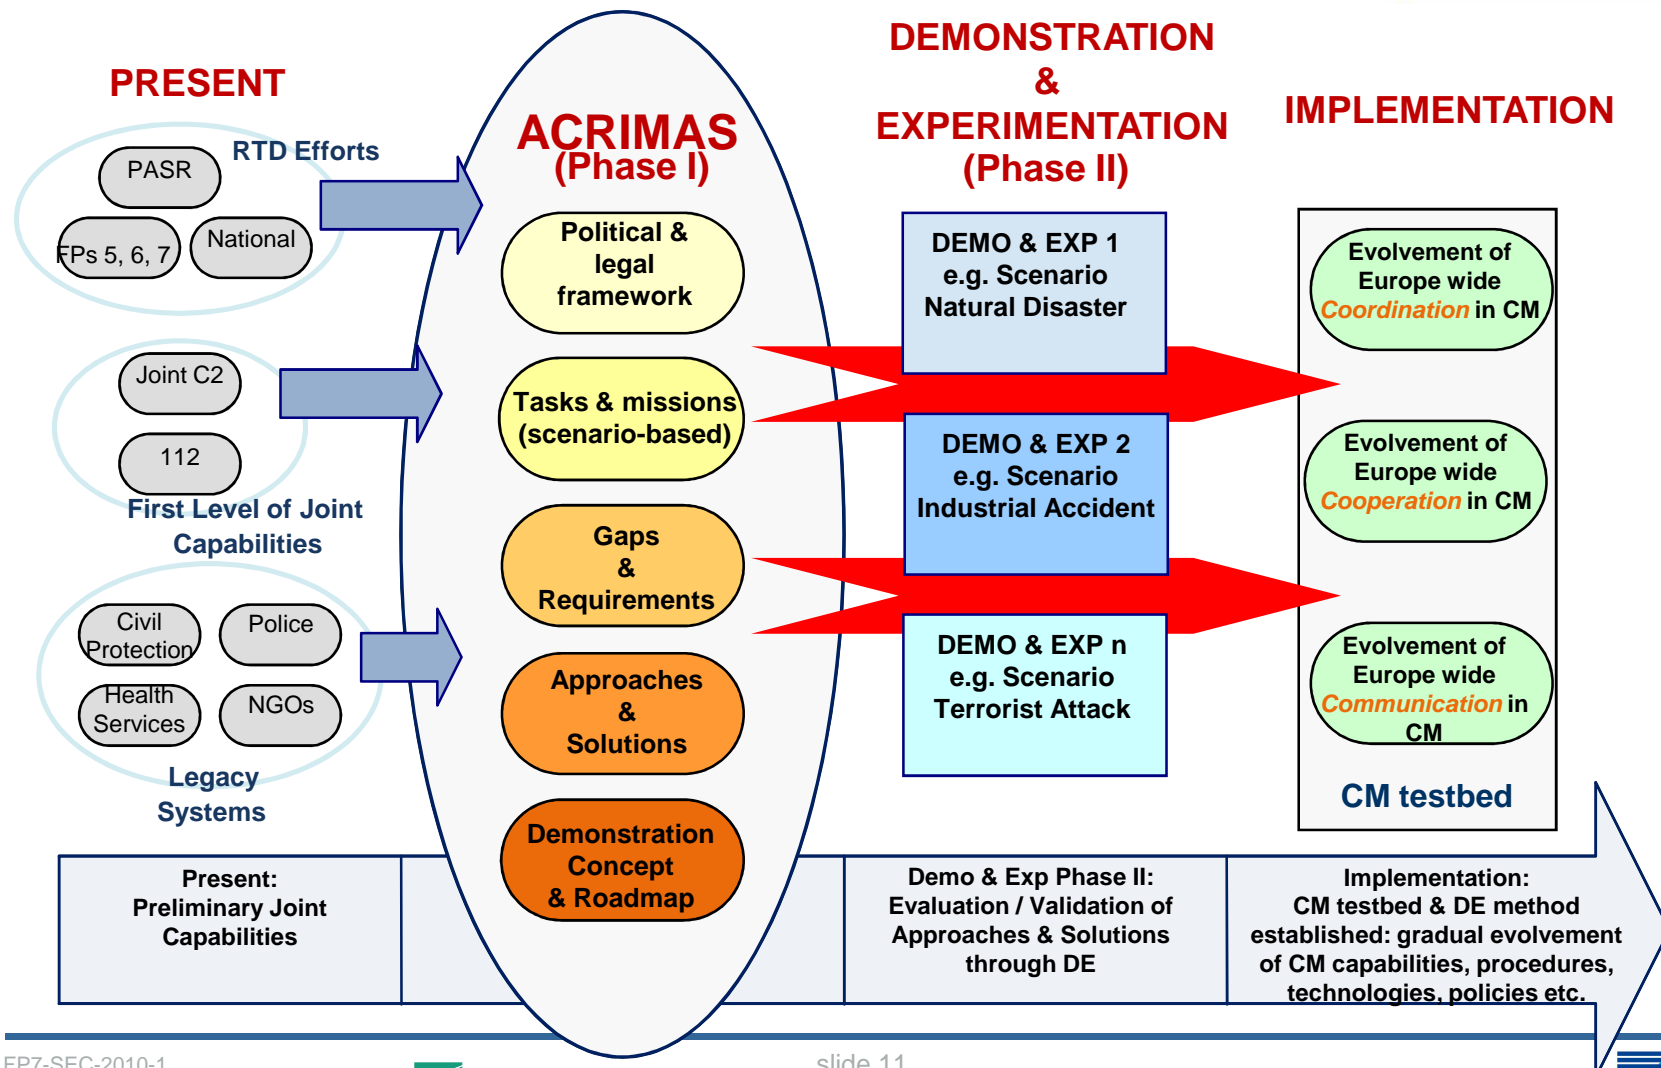 PRESENT
RTD Efforts
PASR
FPs 5, 6, 7
National
Joint C2
112
First Level of Joint
Capabilities
Civil
Protection
Police
Health
Services
NGOs
Legacy
Systems
ACRIMAS
(Phase I)
Political &
legal
framework
Tasks & missions
(scenario-based)
Gaps
&
Requirements
Approaches
&
Solutions
Demonstration
Concept
& Roadmap
DEMONSTRATION
&
EXPERIMENTATION
(Phase II)
DEMO & EXP 1
e.g. Scenario
Natural Disaster
DEMO & EXP 2
e.g. Scenario
Industrial Accident
DEMO & EXP n
e.g. Scenario
Terrorist Attack
IMPLEMENTATION
Evolvement of
Europe wide
Coordination in CM
Evolvement of
Europe wide
Cooperation in CM
Evolvement of
Europe wide
Communication in
CM
CM testbed
Present:
Preliminary Joint
Capabilities
Demo & Exp Phase II:
Evaluation / Validation of
Approaches & Solutions
through DE
Implementation:
CM testbed & DE method
established: gradual evolvement
of CM capabilities, procedures,
technologies, policies etc.
FP7-SEC-2010-1
slide 11